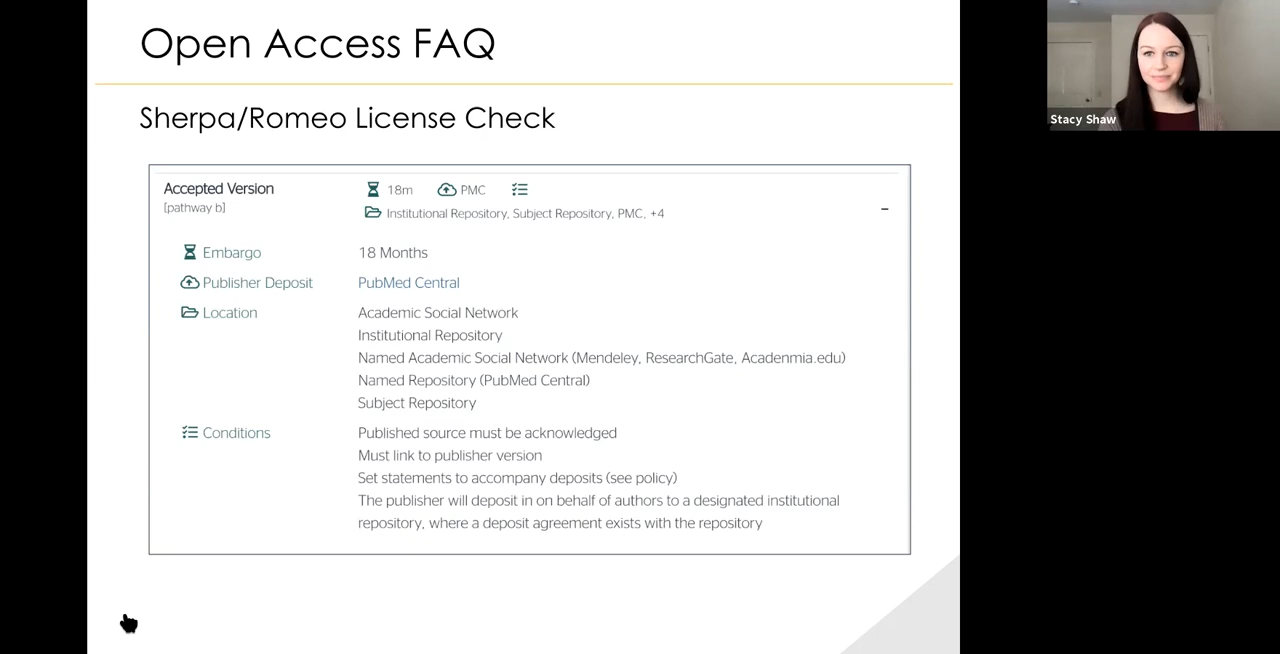 Open Access FAQ
Stacy Shaw
Sherpa/Romeo License Check
Accepted Version
18m
PMC
[pathway b]
Institutional Repository, Subject Repository, PMC, +4
Embargo
18 Months
Publisher Deposit
PubMed Central
Location
Academic Social Network
Institutional Repository
Named Academic Social Network (Mendeley, ResearchGate, Acadenmia.edu)
Named Repository (PubMed Central)
Subject Repository
Conditions
Published source must be acknowledged
Must link to publisher version
Set statements to accompany deposits (see policy)
The publisher will deposit in on behalf of authors to a designated institutional
repository, where a deposit agreement exists with the repository